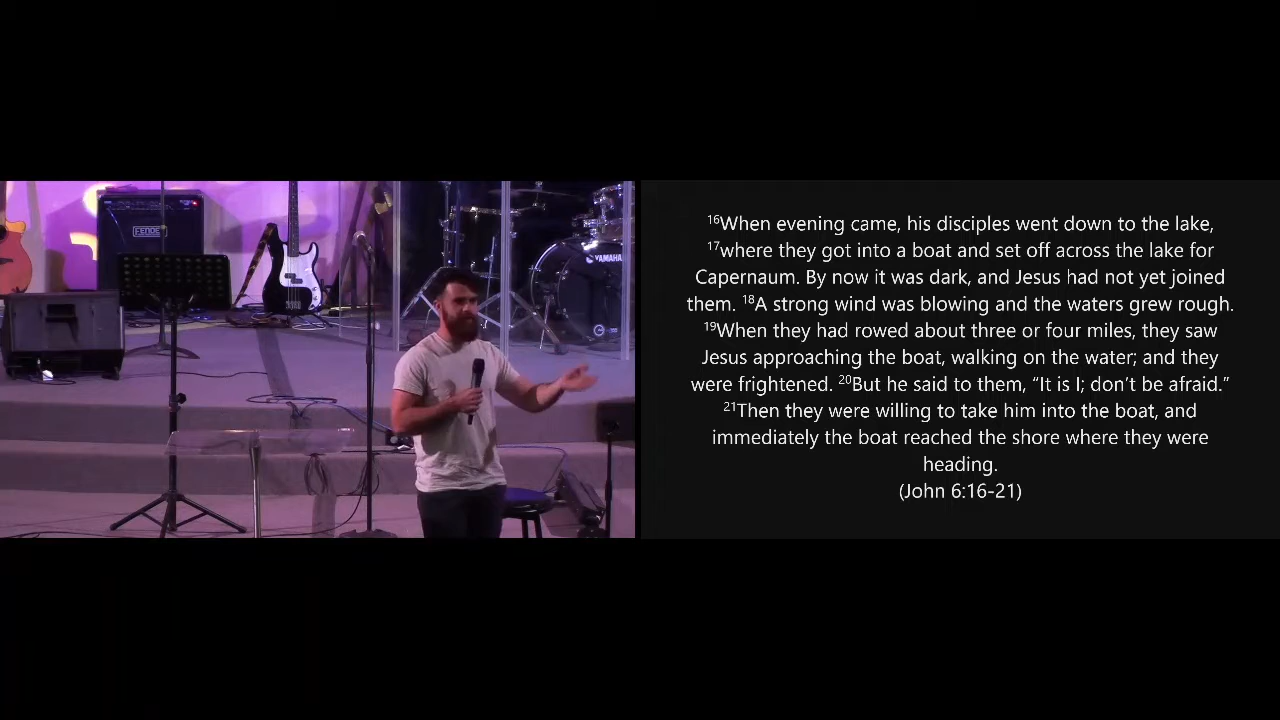 FENDER
YAMAHA
¹⁶When evening came, his disciples went down to the lake,
¹⁷where they got into a boat and set off across the lake for
Capernaum. By now it was dark, and Jesus had not yet joined
them. ¹⁸A strong wind was blowing and the waters grew rough.
¹⁹When they had rowed about three or four miles, they saw
Jesus approaching the boat, walking on the water; and they
were frightened. ²⁰But he said to them, “It is I; don’t be afraid.”
²¹Then they were willing to take him into the boat, and
immediately the boat reached the shore where they were
heading.
(John 6:16-21)